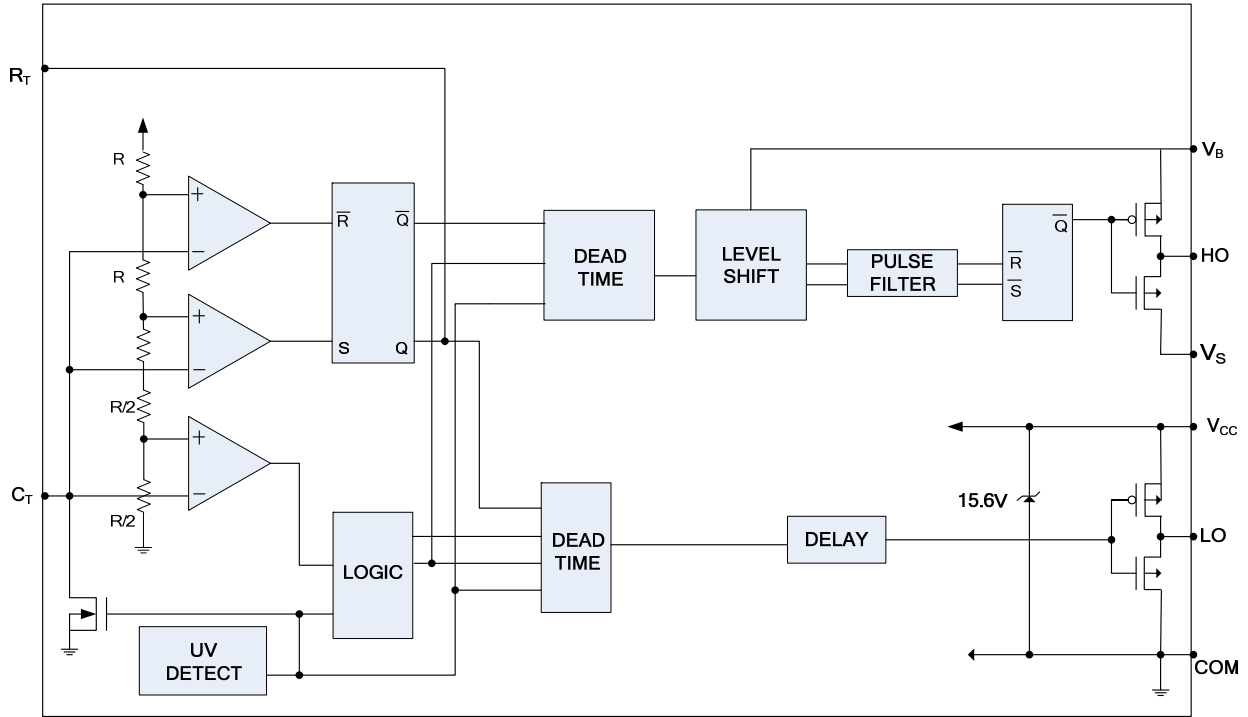 R_T
V_B
R
+
−
R̅
Q̅
DEAD
TIME
LEVEL
SHIFT
PULSE
FILTER
R̅
S̅
Q̅
HO
R
+
−
S
Q
V_S
R/2
+
−
C_T
R/2
V_CC
15.6V
LO
LOGIC
DEAD
TIME
DELAY
UV
DETECT
COM